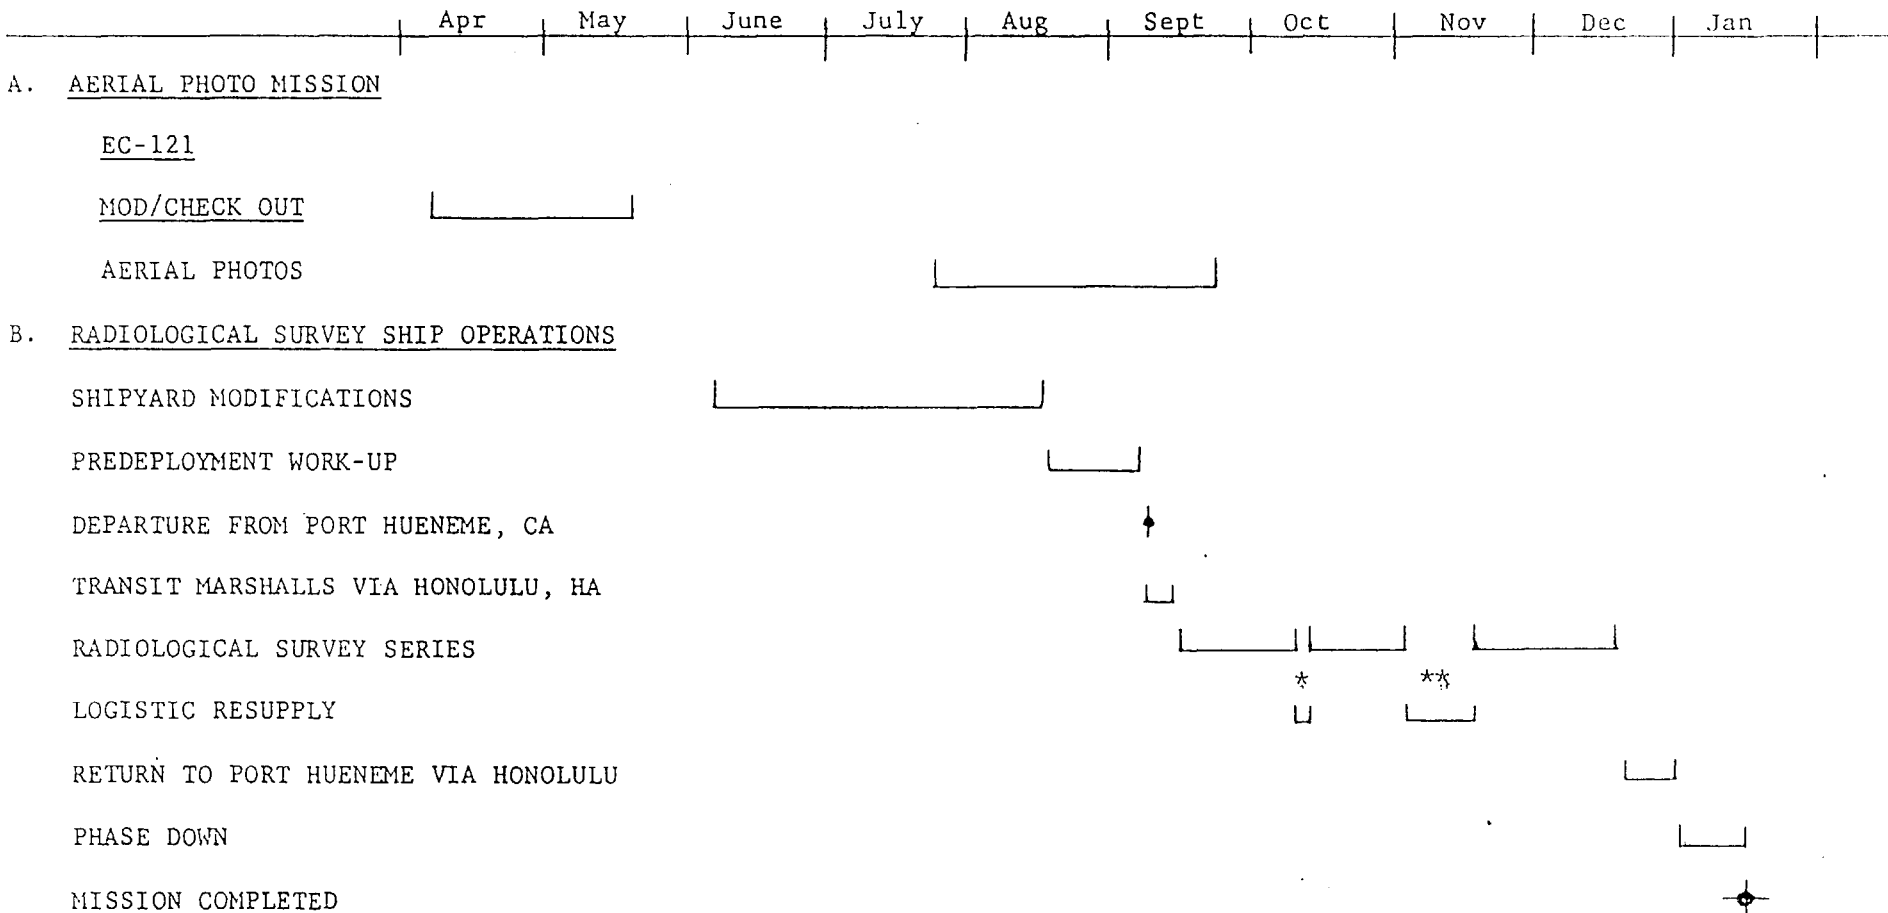 Apr May June July Aug Sept Oct Nov Dec Jan
A. AERIAL PHOTO MISSION
EC-121
MOD/CHECK OUT
AERIAL PHOTOS
B. RADIOLOGICAL SURVEY SHIP OPERATIONS
SHIPYARD MODIFICATIONS
PREDEPLOYMENT WORK-UP
DEPARTURE FROM PORT HUENEME, CA
TRANSIT MARSHALLS VIA HONOLULU, HA
RADIOLOGICAL SURVEY SERIES
* **
LOGISTIC RESUPPLY
RETURN TO PORT HUENEME VIA HONOLULU
PHASE DOWN
MISSION COMPLETED